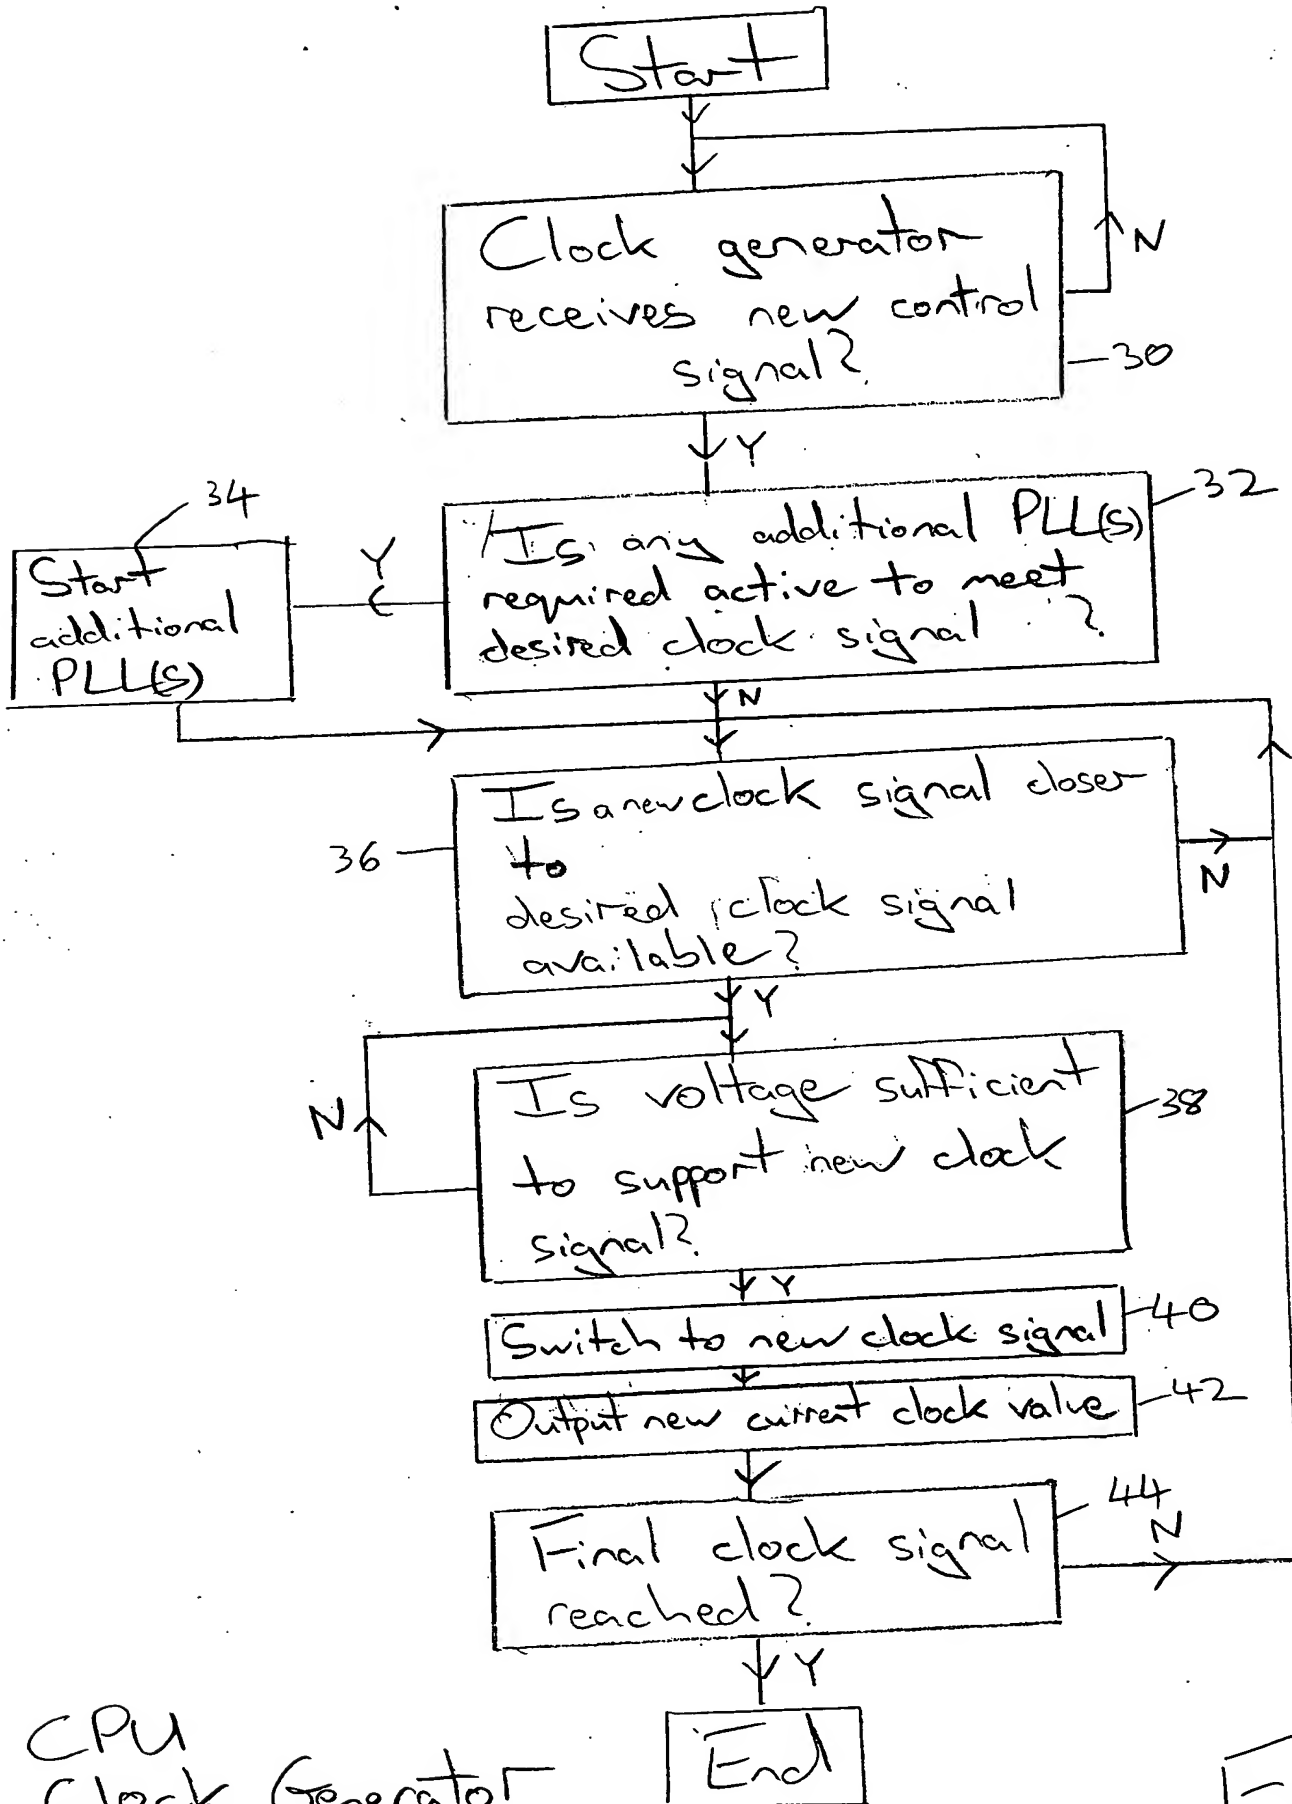 Start
Clock generator
receives new control
signal?
N
30
Y
32
34
Is any additional PLL(s)
required active to meet
desired clock signal ?
Y
Start
additional
PLL(s)
N
Is a new clock signal closer
to
desired clock signal
available?
36
N
Y
Is voltage sufficient
to support new clock
signal?
38
N
Y
Switch to new clock signal
40
Output new current clock value
42
Final clock signal
reached?
44
N
Y
End
CPU
Clock Generator